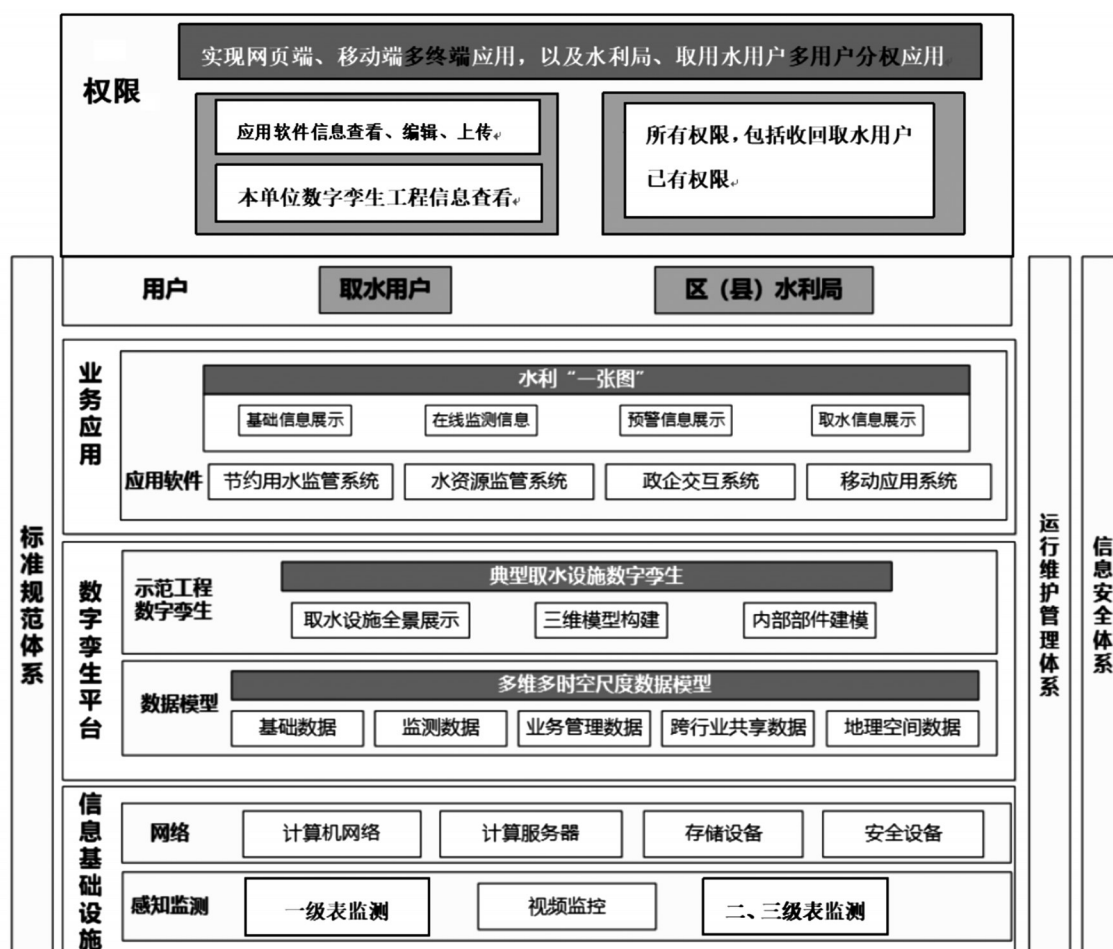 实现网页端、移动端多终端应用，以及水利局、取用水用户多用户分权应用
权限
应用软件信息查看、编辑、上传
本单位数字孪生工程信息查看
所有权限，包括收回取水用户
已有权限
用户
取水用户
区（县）水利局
业务应用
水利“一张图”
基础信息展示
在线监测信息
预警信息展示
取水信息展示
应用软件
节约用水监管系统
水资源监管系统
政企交互系统
移动应用系统
标准规范体系
数字孪生平台
示范工程
数字孪生
典型取水设施数字孪生
取水设施全景展示
三维模型构建
内部部件建模
数据模型
多维多时空尺度数据模型
基础数据
监测数据
业务管理数据
跨行业共享数据
地理空间数据
信息基础设施
网络
计算机网络
计算服务器
存储设备
安全设备
感知监测
一级表监测
视频监控
二、三级表监测
运行维护管理体系
信息安全体系